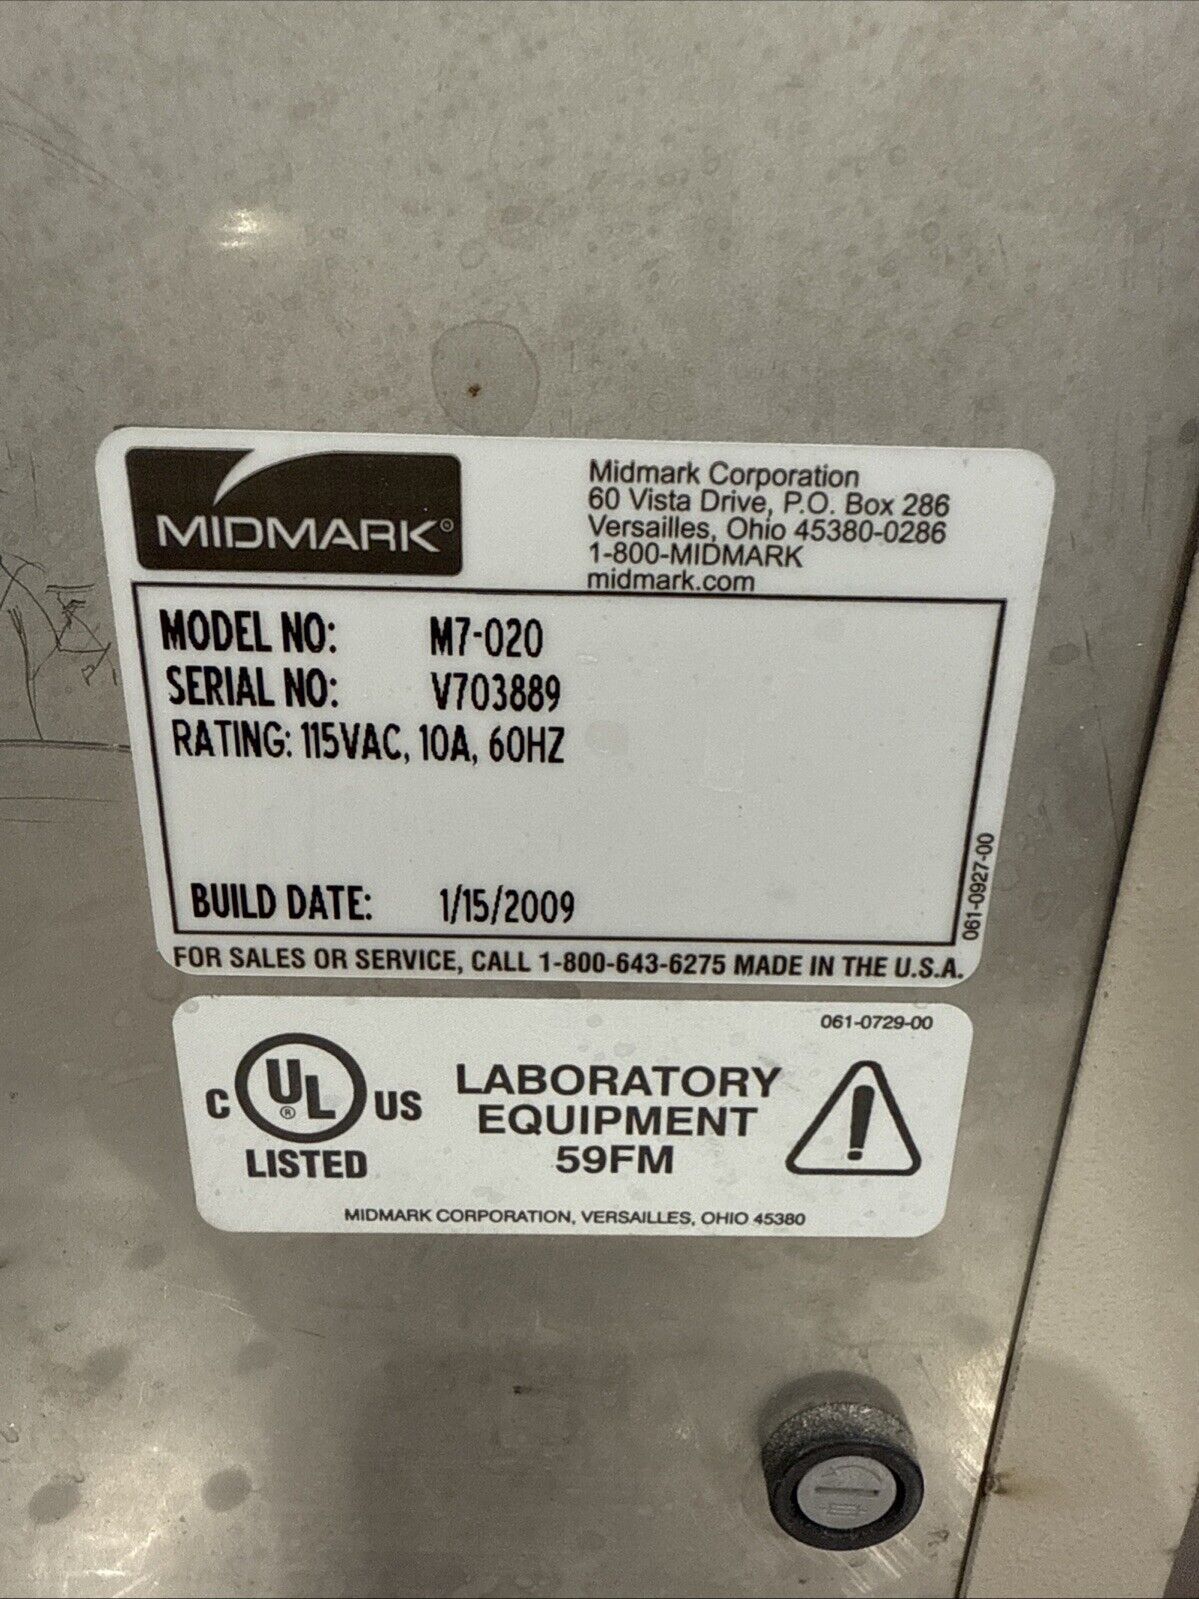 MIDMARK®
Midmark Corporation
60 Vista Drive, P.O. Box 286
Versailles, Ohio 45380-0286
1-800-MIDMARK
midmark.com
MODEL NO: M7-020
SERIAL NO: V703889
RATING: 115VAC, 10A, 60HZ
BUILD DATE: 1/15/2009
061-0927-00
FOR SALES OR SERVICE, CALL 1-800-643-6275 MADE IN THE U.S.A.
061-0729-00
C UL® US
LISTED
LABORATORY
EQUIPMENT
59FM
!
MIDMARK CORPORATION, VERSAILLES, OHIO 45380